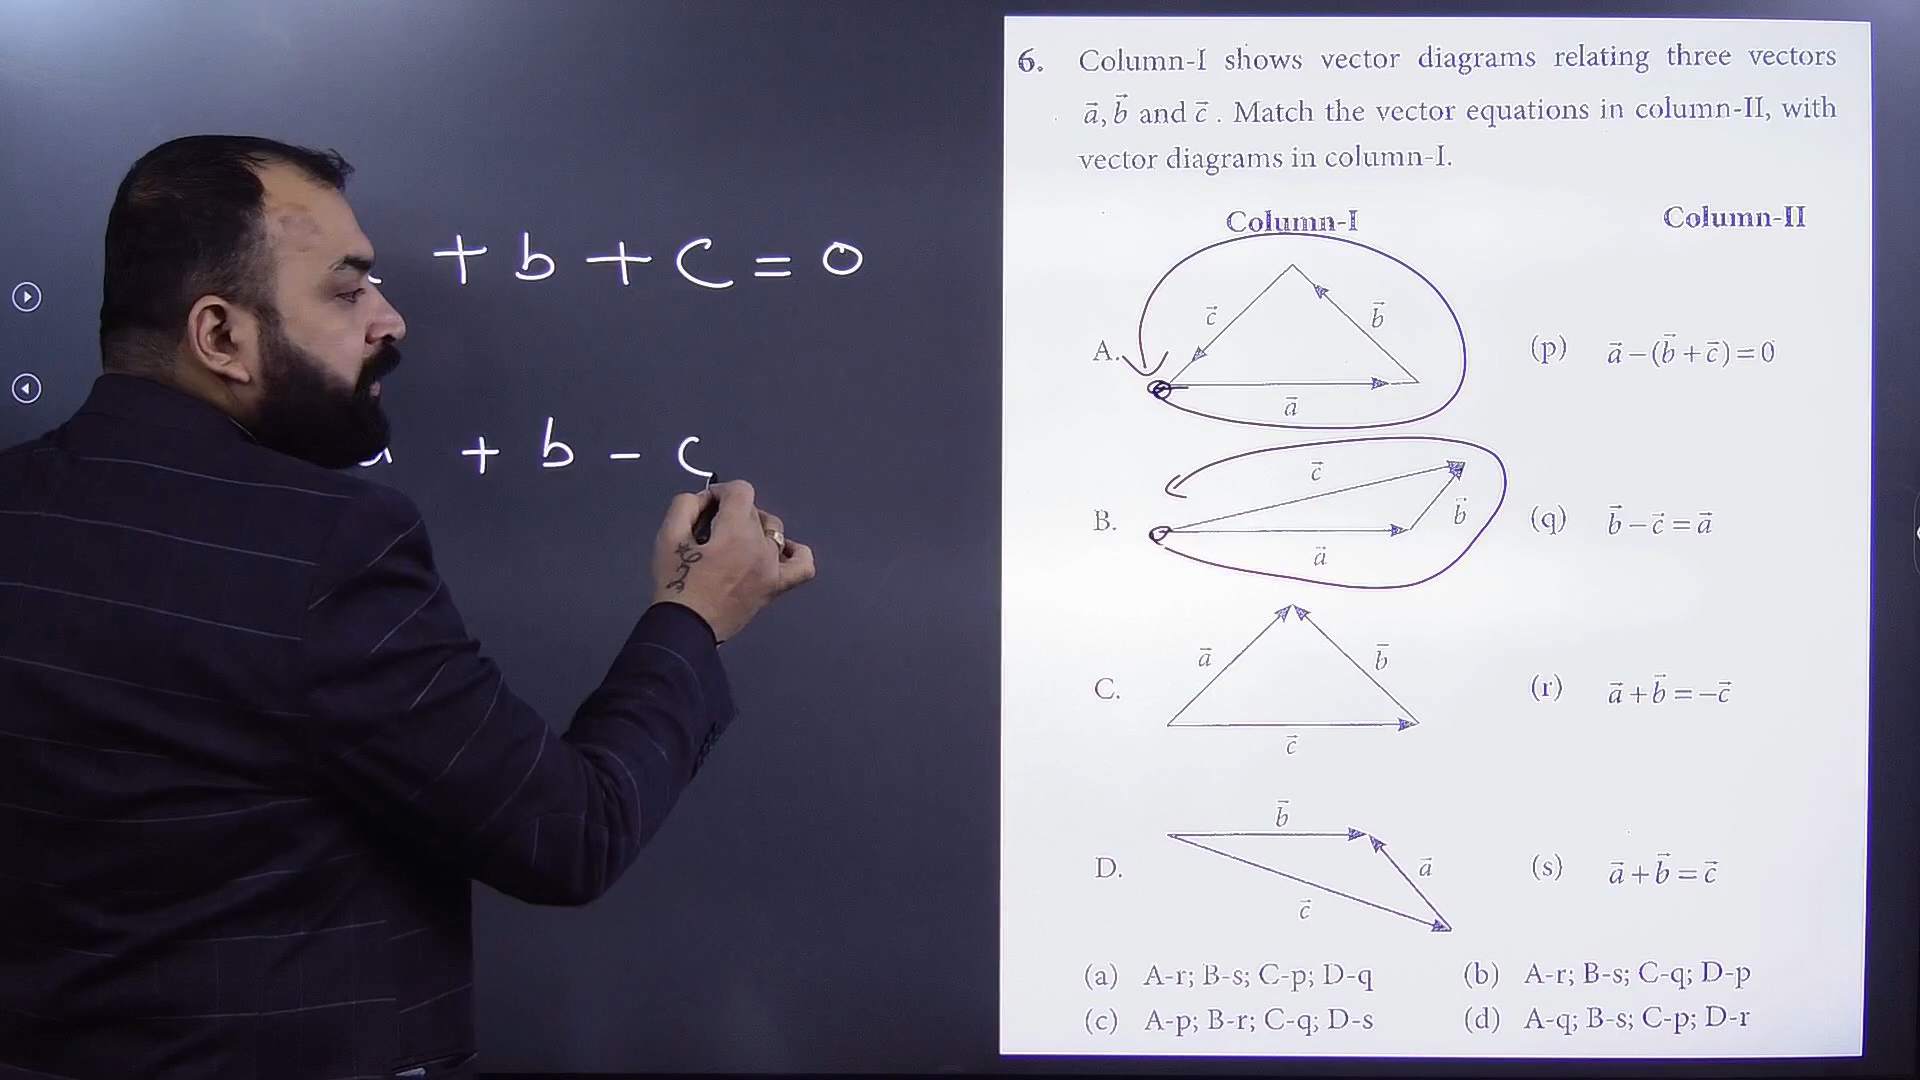 + b + c = 0
+ b - c
6. Column-I shows vector diagrams relating three vectors
a⃗, b⃗ and c⃗ . Match the vector equations in column-II, with
vector diagrams in column-I.
Column-I Column-II
c⃗ b⃗
A. (p) a⃗ – (b⃗ + c⃗) = 0
a⃗
c⃗
B. b⃗ (q) b⃗ – c⃗ = a⃗
a⃗
a⃗ b⃗
C. (r) a⃗ + b⃗ = –c⃗
c⃗
b⃗
D. a⃗ (s) a⃗ + b⃗ = c⃗
c⃗
(a) A-r; B-s; C-p; D-q (b) A-r; B-s; C-q; D-p
(c) A-p; B-r; C-q; D-s (d) A-q; B-s; C-p; D-r